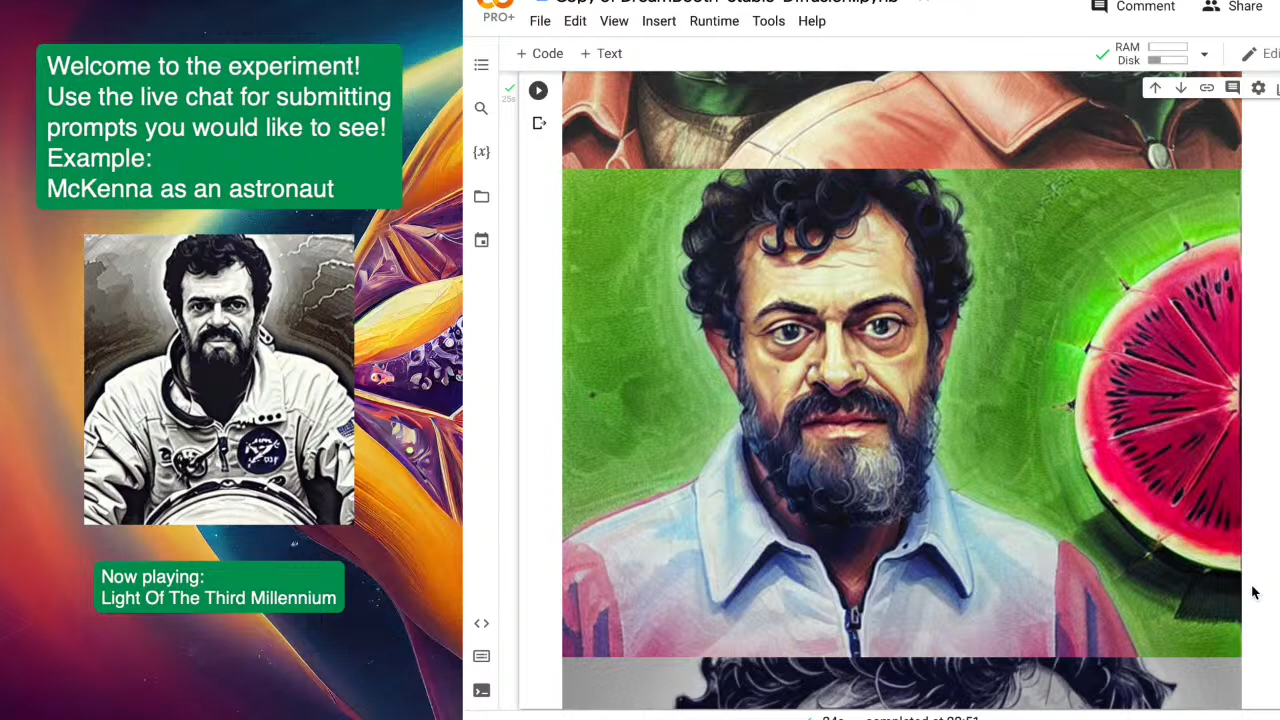 Welcome to the experiment!
Use the live chat for submitting
prompts you would like to see!
Example:
McKenna as an astronaut
Now playing:
Light Of The Third Millennium
PRO+
File Edit View Insert Runtime Tools Help
Comment Share
+ Code + Text
RAM
Disk
25s
{x}